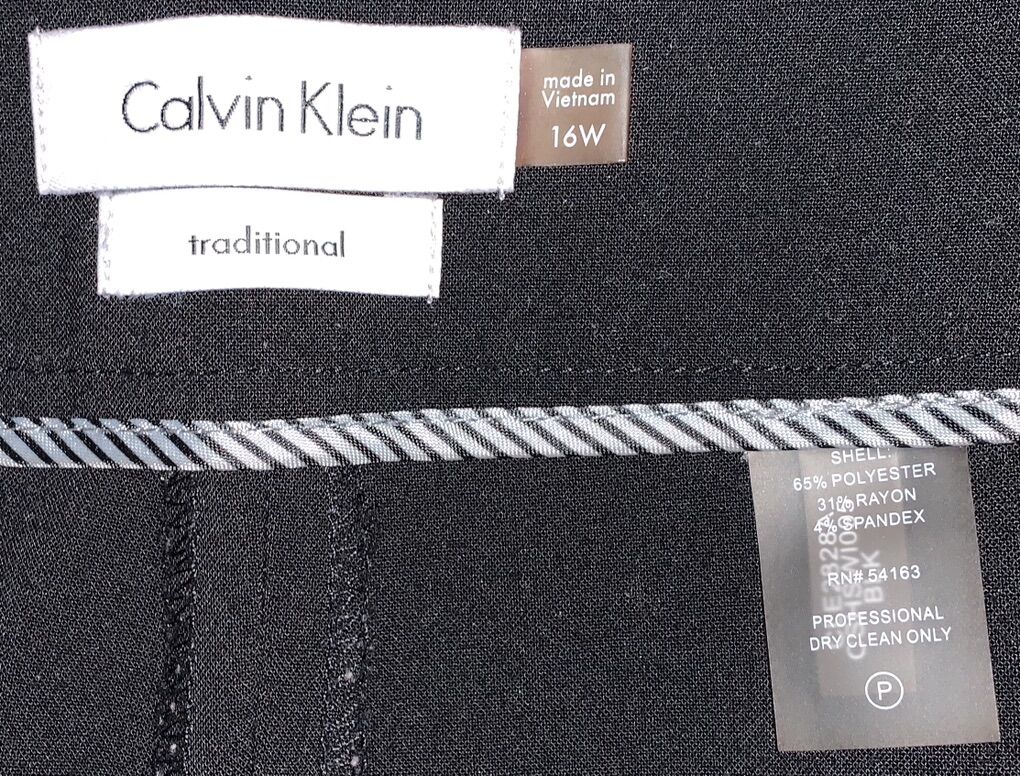 Calvin Klein
made in
Vietnam
16W
traditional
SHELL:
65% POLYESTER
31% RAYON
4% SPANDEX
RN# 54163
PROFESSIONAL
DRY CLEAN ONLY
P
BLK